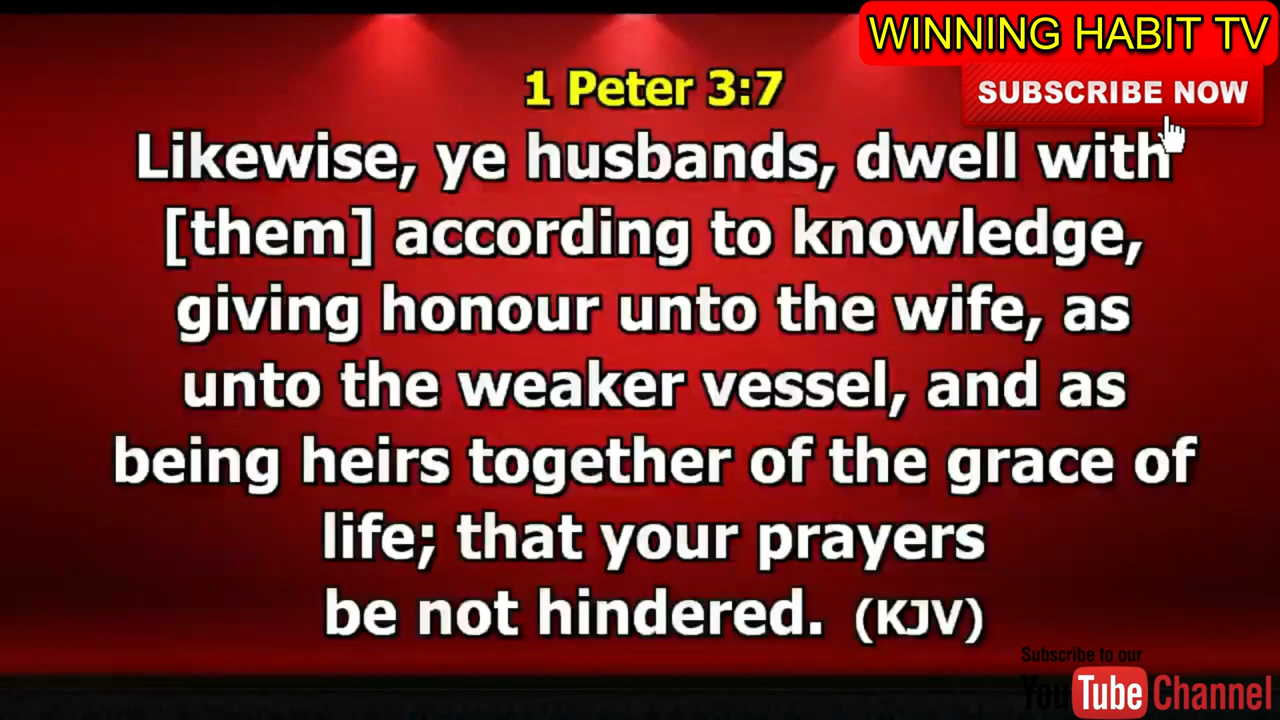 WINNING HABIT TV
SUBSCRIBE NOW
1 Peter 3:7
Likewise, ye husbands, dwell with
[them] according to knowledge,
giving honour unto the wife, as
unto the weaker vessel, and as
being heirs together of the grace of
life; that your prayers
be not hindered. (KJV)
Subscribe to our
YouTube Channel